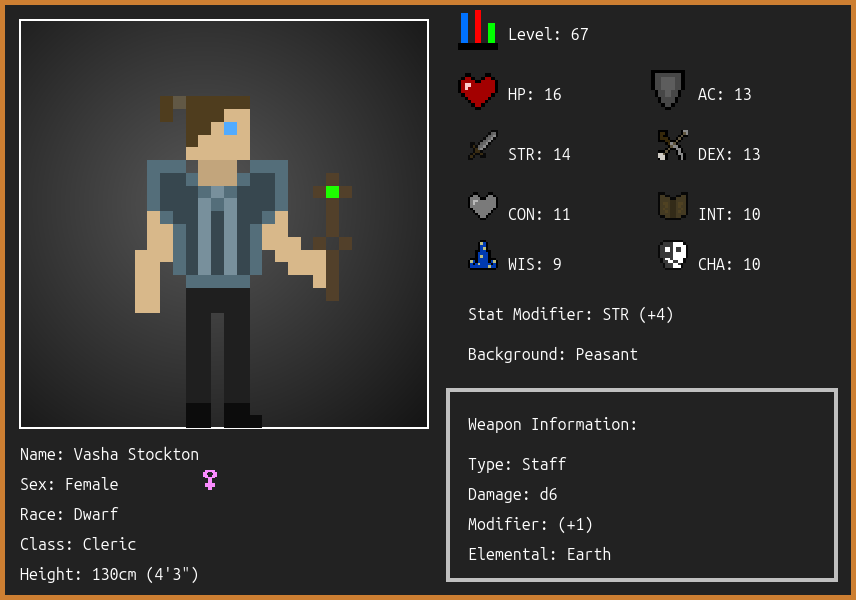 Level: 67
HP: 16
AC: 13
STR: 14
DEX: 13
CON: 11
INT: 10
WIS: 9
CHA: 10
Stat Modifier: STR (+4)
Background: Peasant
Weapon Information:
Type: Staff
Damage: d6
Modifier: (+1)
Elemental: Earth
Name: Vasha Stockton
Sex: Female
Race: Dwarf
Class: Cleric
Height: 130cm (4'3")